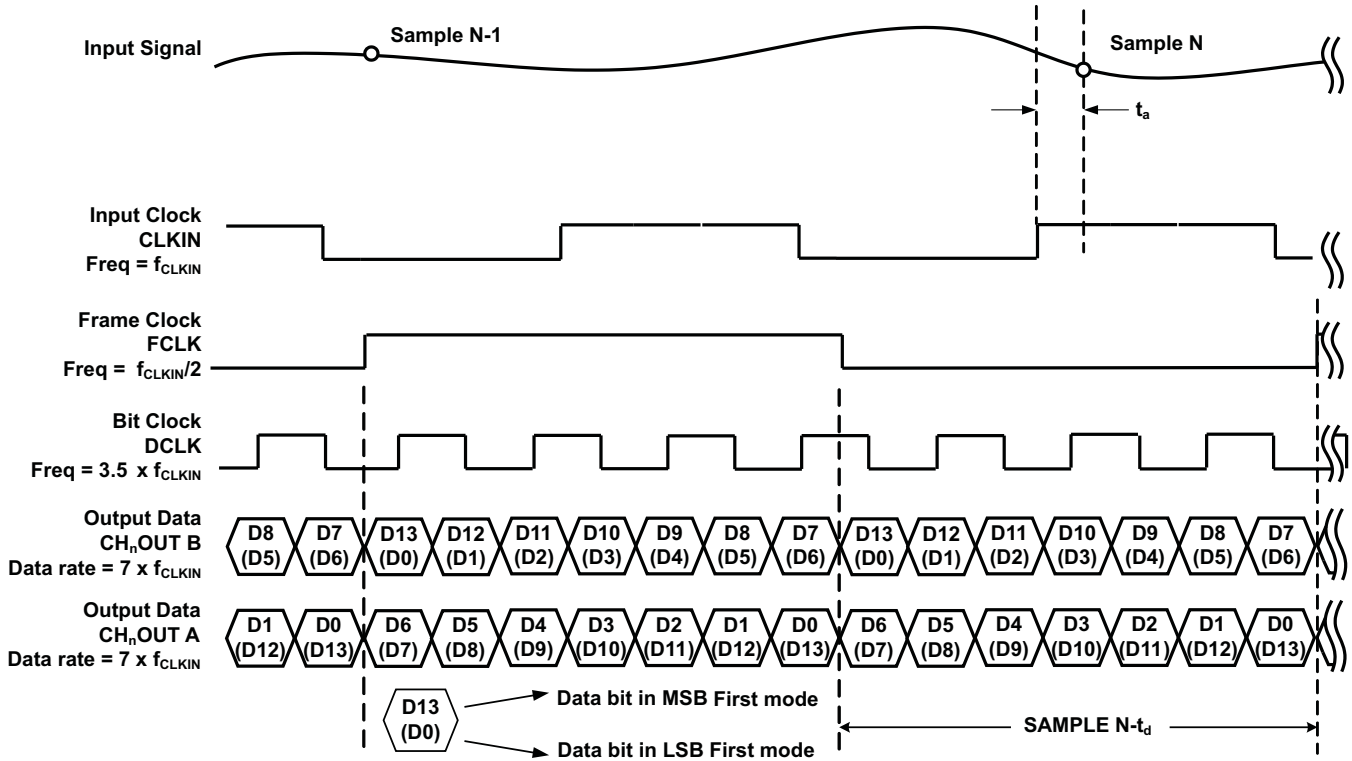 Input Signal
Sample N-1
Sample N
ta
Input Clock
CLKIN
Freq = fCLKIN
Frame Clock
FCLK
Freq = fCLKIN/2
Bit Clock
DCLK
Freq = 3.5 x fCLKIN
Output Data
CHnOUT B
Data rate = 7 x fCLKIN
D8 D7 D13 D12 D11 D10 D9 D8 D7 D13 D12 D11 D10 D9 D8 D7
(D5) (D6) (D0) (D1) (D2) (D3) (D4) (D5) (D6) (D0) (D1) (D2) (D3) (D4) (D5) (D6)
Output Data
CHnOUT A
Data rate = 7 x fCLKIN
D1 D0 D6 D5 D4 D3 D2 D1 D0 D6 D5 D4 D3 D2 D1 D0
(D12) (D13) (D7) (D8) (D9) (D10) (D11) (D12) (D13) (D7) (D8) (D9) (D10) (D11) (D12) (D13)
D13
(D0)
Data bit in MSB First mode
Data bit in LSB First mode
SAMPLE N-td